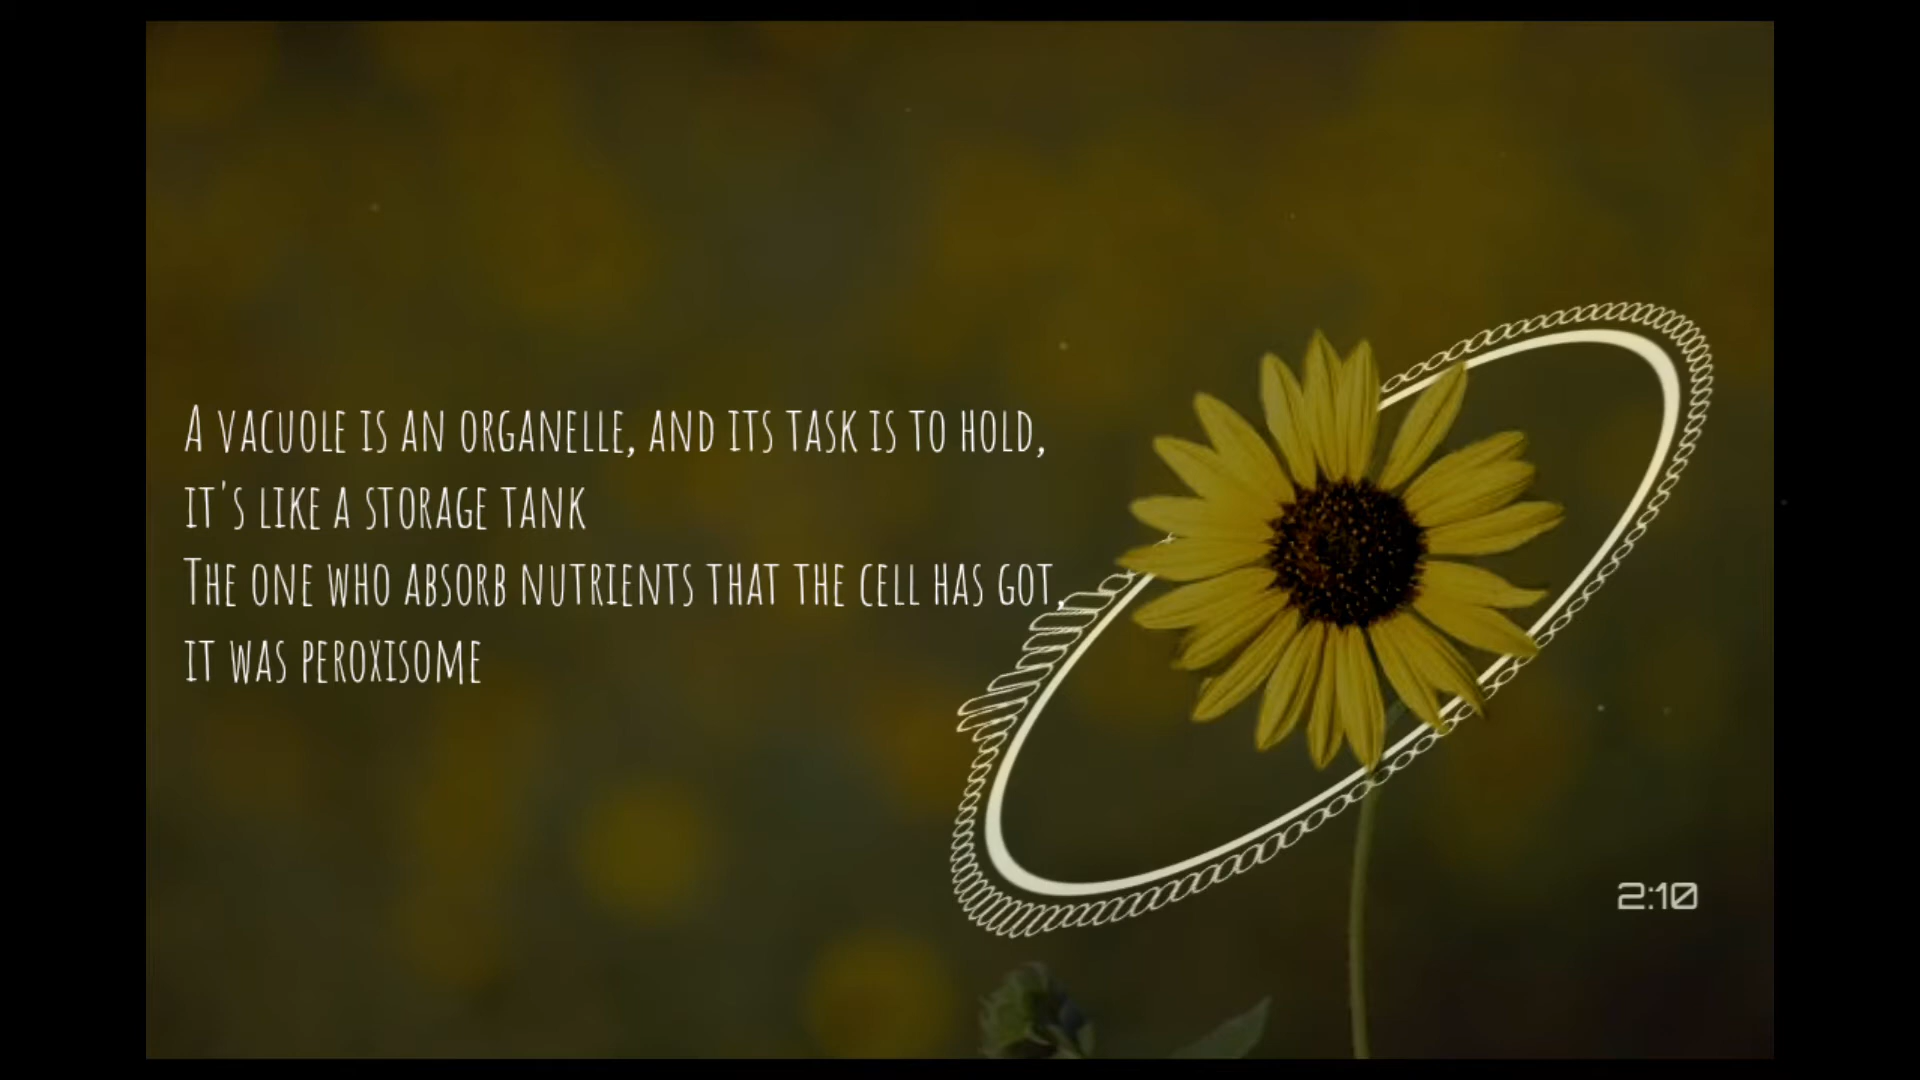 A vacuole is an organelle, and its task is to hold,
it's like a storage tank
The one who absorb nutrients that the cell has got,
it was peroxisome
2:10